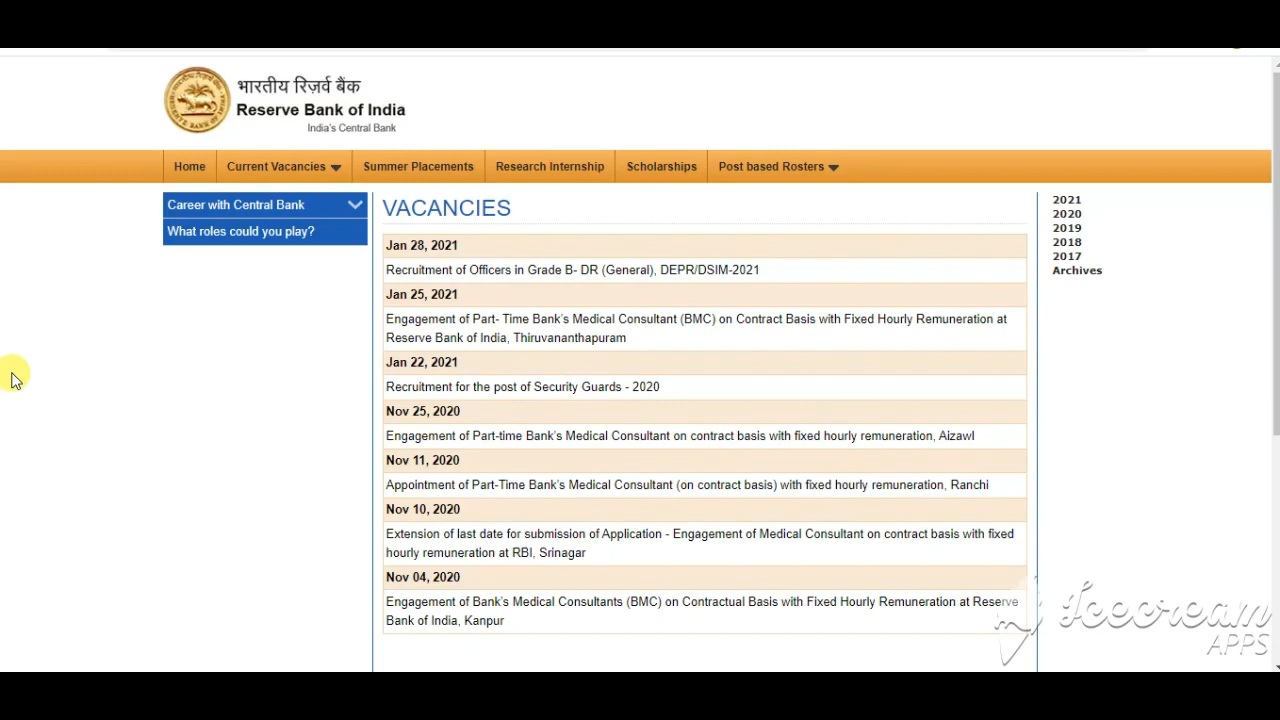 भारतीय रिज़र्व बैंक
Reserve Bank of India
India's Central Bank
Home
Current Vacancies
Summer Placements
Research Internship
Scholarships
Post based Rosters
Career with Central Bank
What roles could you play?
VACANCIES
Jan 28, 2021
Recruitment of Officers in Grade B- DR (General), DEPR/DSIM-2021
Jan 25, 2021
Engagement of Part- Time Bank's Medical Consultant (BMC) on Contract Basis with Fixed Hourly Remuneration at
Reserve Bank of India, Thiruvananthapuram
Jan 22, 2021
Recruitment for the post of Security Guards - 2020
Nov 25, 2020
Engagement of Part-time Bank's Medical Consultant on contract basis with fixed hourly remuneration, Aizawl
Nov 11, 2020
Appointment of Part-Time Bank's Medical Consultant (on contract basis) with fixed hourly remuneration, Ranchi
Nov 10, 2020
Extension of last date for submission of Application - Engagement of Medical Consultant on contract basis with fixed
hourly remuneration at RBI, Srinagar
Nov 04, 2020
Engagement of Bank's Medical Consultants (BMC) on Contractual Basis with Fixed Hourly Remuneration at Reserve
Bank of India, Kanpur
2021
2020
2019
2018
2017
Archives
Icecream
APPS